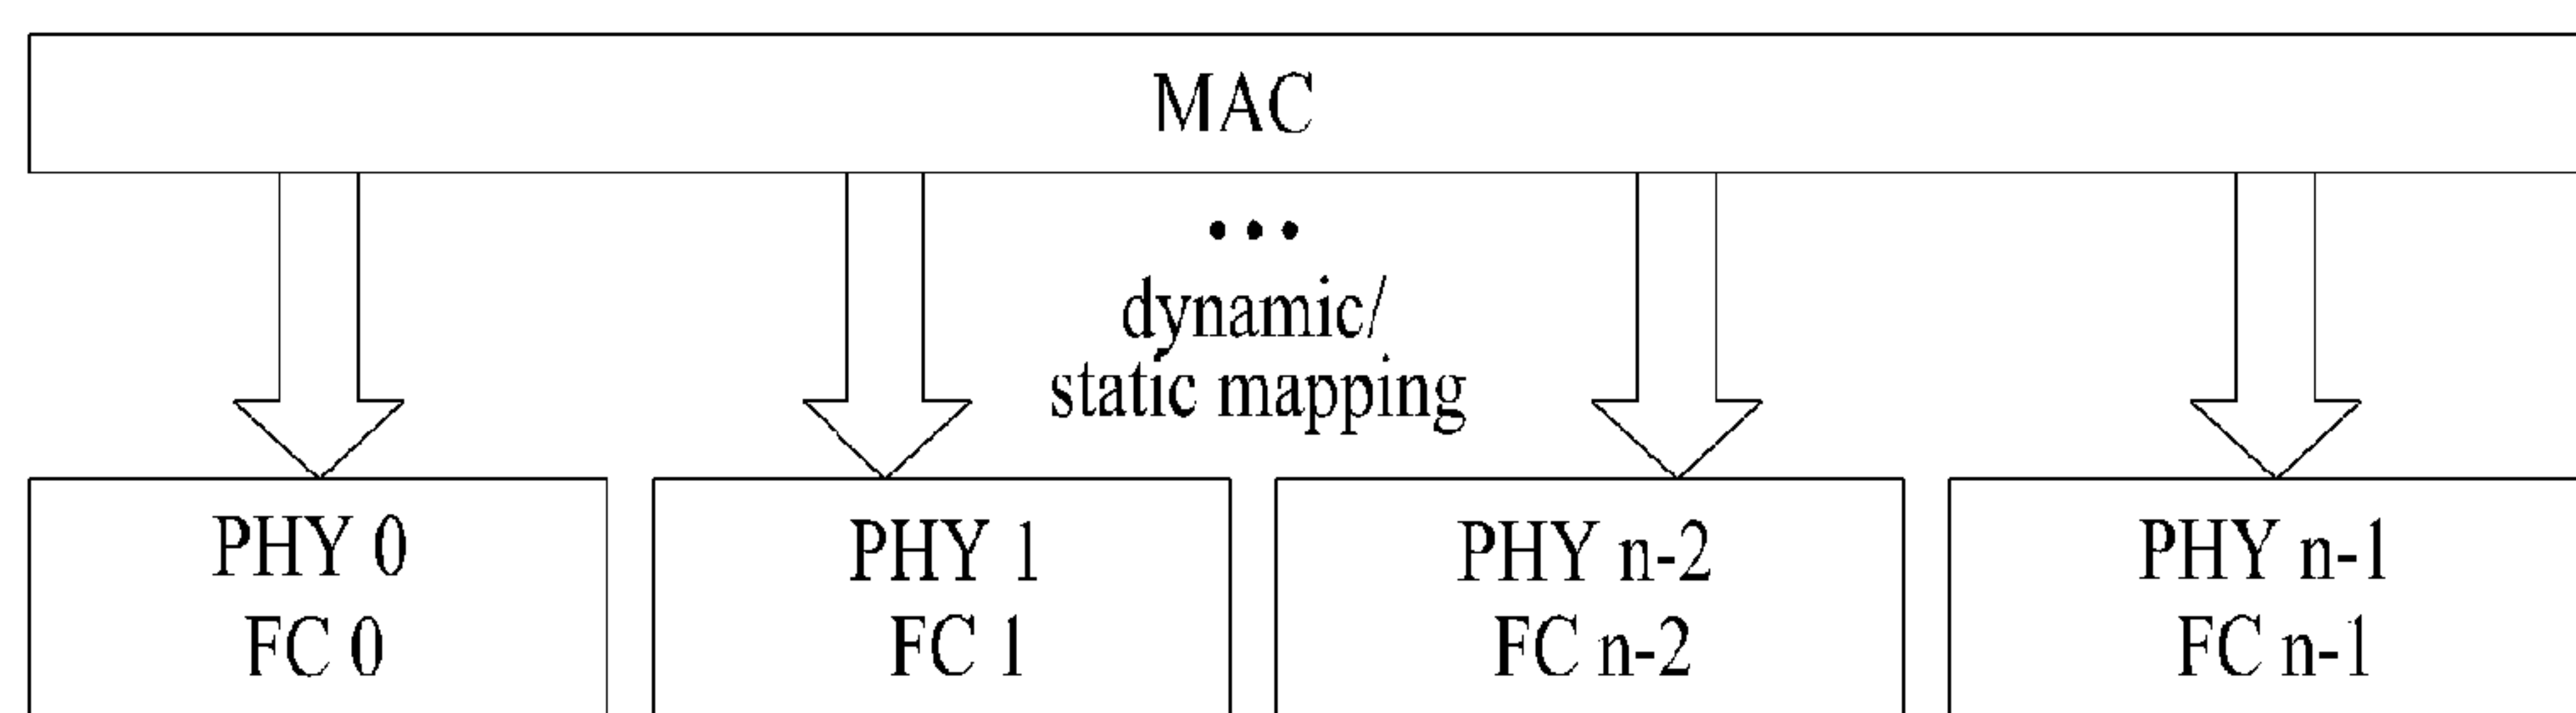 MAC
• • •
dynamic/
static mapping
PHY 0
FC 0
PHY 1
FC 1
PHY n-2
FC n-2
PHY n-1
FC n-1